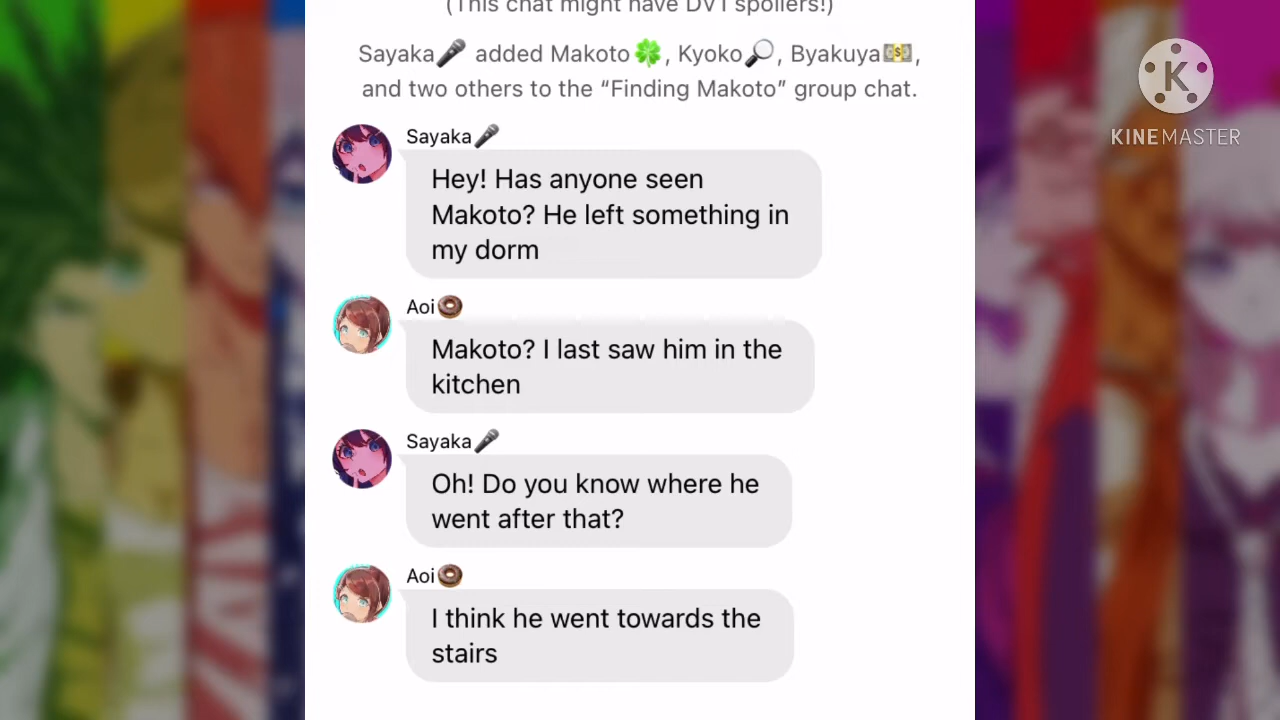 (This chat might have DV1 spoilers!)
Sayaka🎤 added Makoto🍀, Kyoko🔎, Byakuya💵,
and two others to the “Finding Makoto” group chat.
K
KINEMASTER
Sayaka🎤
Hey! Has anyone seen
Makoto? He left something in
my dorm
Aoi🍩
Makoto? I last saw him in the
kitchen
Sayaka🎤
Oh! Do you know where he
went after that?
Aoi🍩
I think he went towards the
stairs